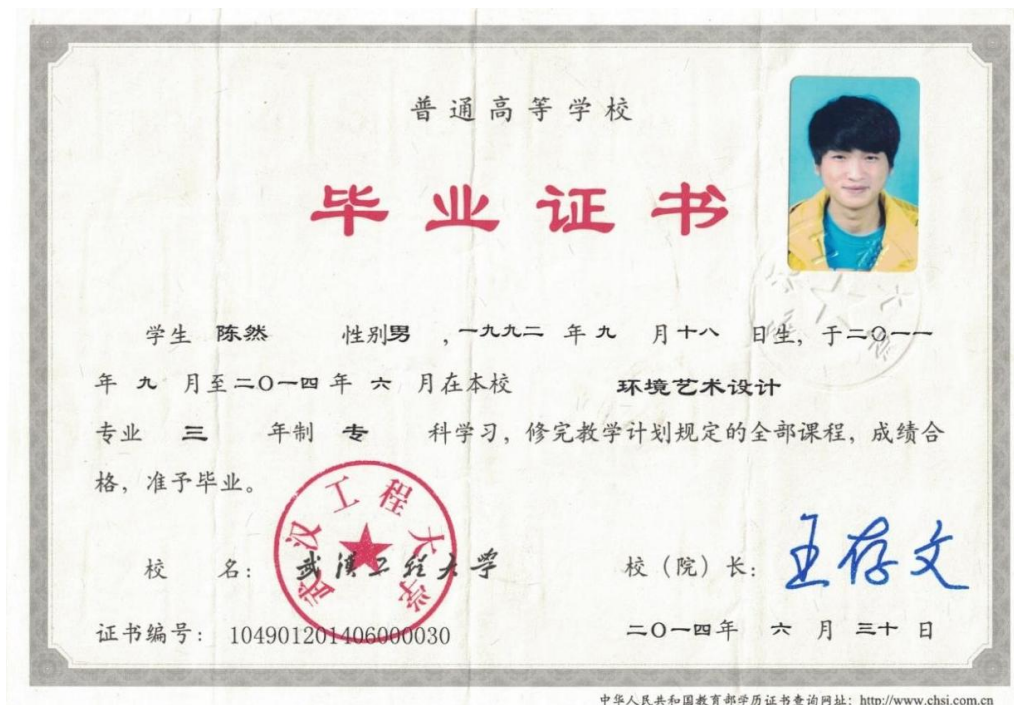 普通高等学校
毕业证书
学生 陈然 性别男 ,一九九二 年 九 月十八 日生, 于二〇一一
年 九 月至二〇一四 年 六 月在本校 环境艺术设计
专业 三 年制 专 科学习, 修完教学计划规定的全部课程, 成绩合
格, 准予毕业。
武汉工程大学
校 名: 武汉工程大学 校（院）长: 王存文
证书编号: 104901201406000030 二〇一四年 六 月 三十 日
中华人民共和国教育部学历证书查询网址: http://www.chsi.com.cn